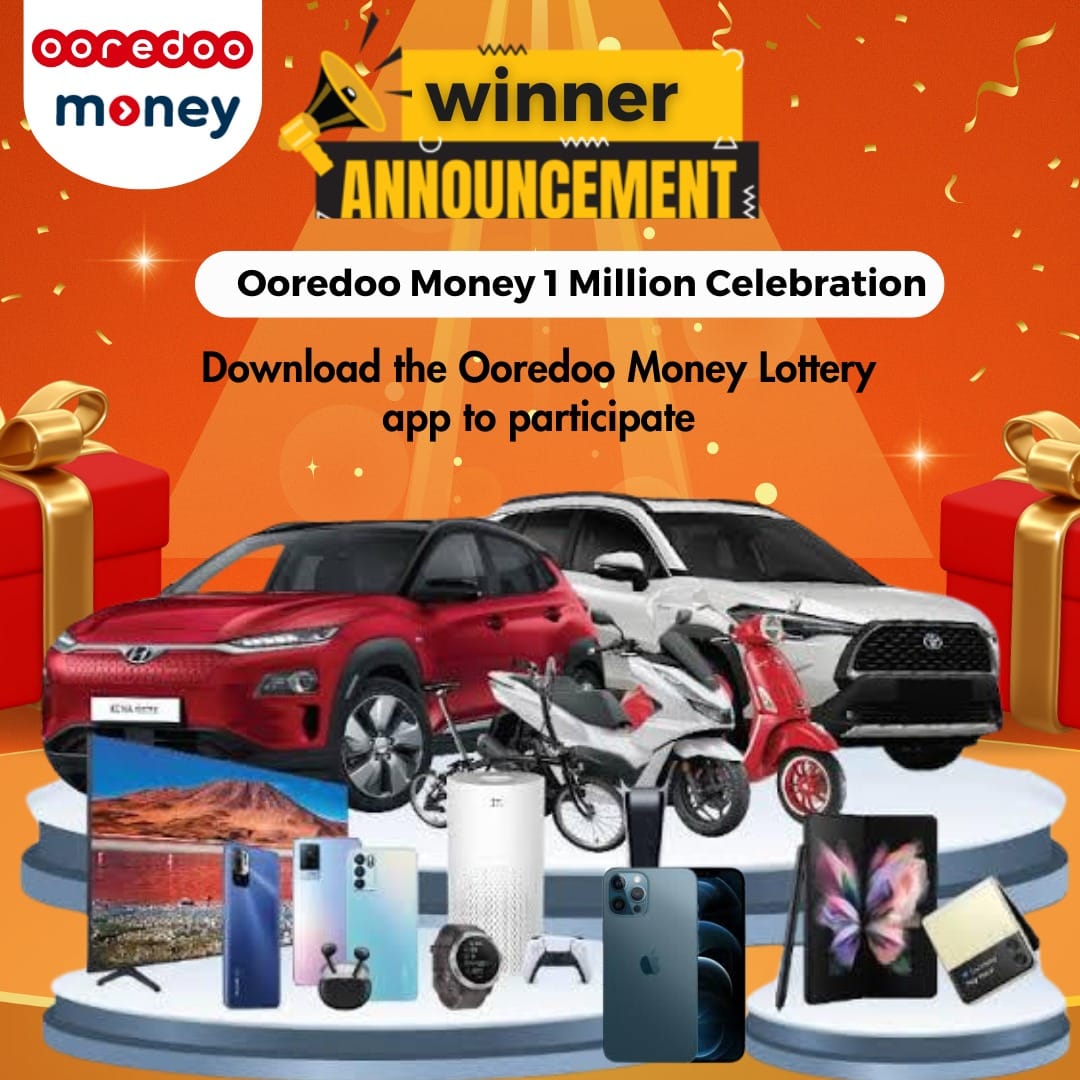 ooredoo
money
winner
ANNOUNCEMENT
Ooredoo Money 1 Million Celebration
Download the Ooredoo Money Lottery
app to participate